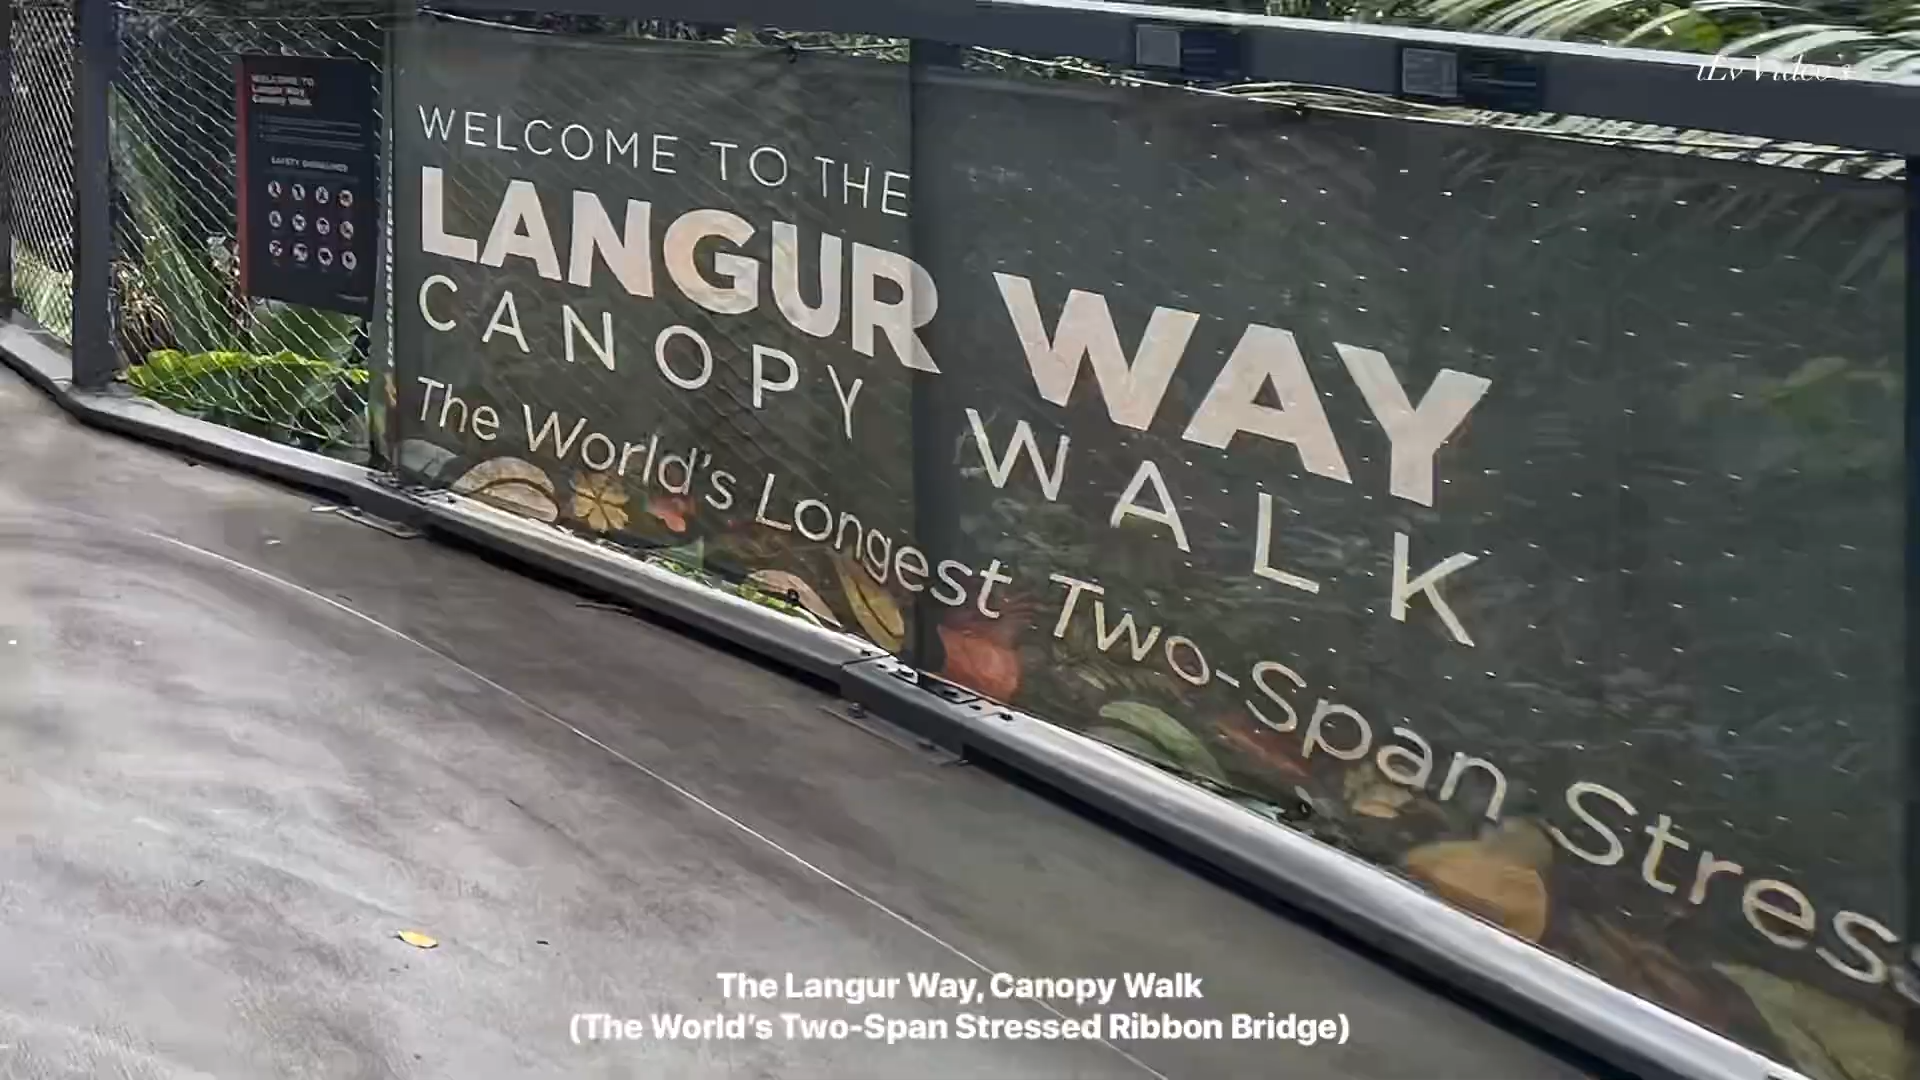 WELCOME TO
Langur Way
Canopy Walk
SAFETY GUIDELINES
WELCOME TO THE
LANGUR WAY
CANOPY WALK
The World's Longest Two-Span Stress
The Langur Way, Canopy Walk
(The World's Two-Span Stressed Ribbon Bridge)